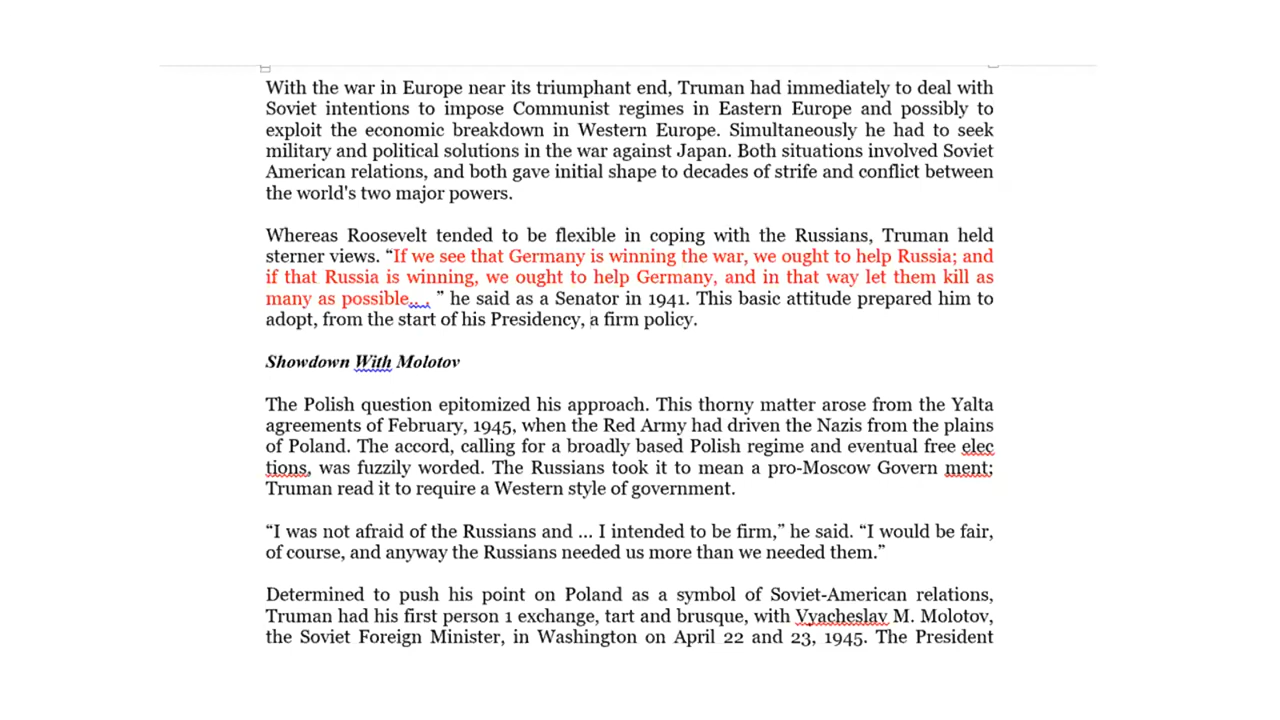 With the war in Europe near its triumphant end, Truman had immediately to deal with
Soviet intentions to impose Communist regimes in Eastern Europe and possibly to
exploit the economic breakdown in Western Europe. Simultaneously he had to seek
military and political solutions in the war against Japan. Both situations involved Soviet
American relations, and both gave initial shape to decades of strife and conflict between
the world's two major powers.
Whereas Roosevelt tended to be flexible in coping with the Russians, Truman held
sterner views. “If we see that Germany is winning the war, we ought to help Russia; and
if that Russia is winning, we ought to help Germany, and in that way let them kill as
many as possible.. . ” he said as a Senator in 1941. This basic attitude prepared him to
adopt, from the start of his Presidency, a firm policy.
Showdown With Molotov
The Polish question epitomized his approach. This thorny matter arose from the Yalta
agreements of February, 1945, when the Red Army had driven the Nazis from the plains
of Poland. The accord, calling for a broadly based Polish regime and eventual free elec
tions, was fuzzily worded. The Russians took it to mean a pro-Moscow Govern ment;
Truman read it to require a Western style of government.
“I was not afraid of the Russians and ... I intended to be firm,” he said. “I would be fair,
of course, and anyway the Russians needed us more than we needed them.”
Determined to push his point on Poland as a symbol of Soviet-American relations,
Truman had his first person 1 exchange, tart and brusque, with Vyacheslav M. Molotov,
the Soviet Foreign Minister, in Washington on April 22 and 23, 1945. The President